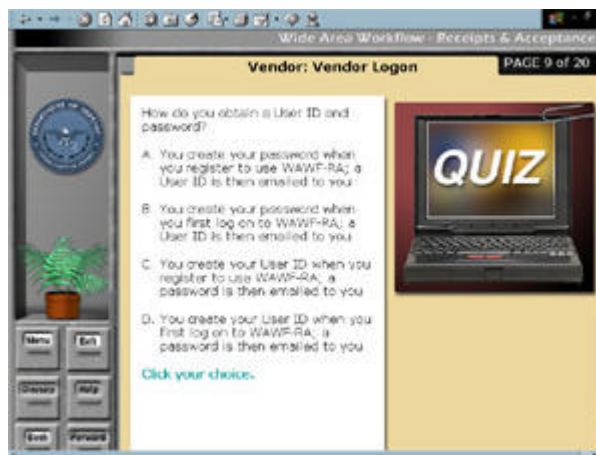 Wide Area Workflow - Receipts & Acceptance
Vendor: Vendor Logon
PAGE 9 of 20
How do you obtain a User ID and
password?
A. You create your password when
you register to use WAWF-RA; a
User ID is then emailed to you
B. You create your password when
you first log on to WAWF-RA; a
User ID is then emailed to you
C. You create your User ID when you
register to use WAWF-RA; a
password is then emailed to you
D. You create your User ID when you
first log on to WAWF-RA; a
password is then emailed to you
Click your choice.
QUIZ
Menu
Exit
Glossary
Help
Back
Forward